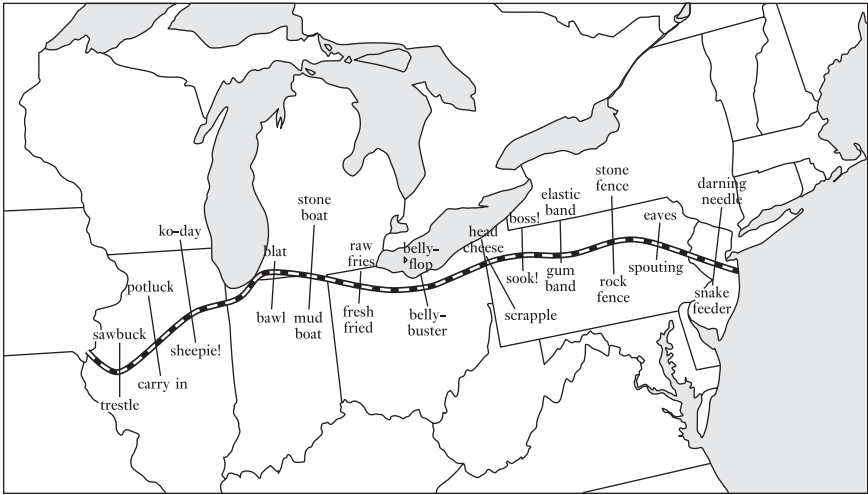 stone
fence
darning
needle
elastic
band
stone
boat
boss!
eaves
ko-day
head
cheese
raw
fries
belly-
flop
blat
potluck
sook!
gum
band
spouting
rock
fence
snake
feeder
fresh
fried
bawl
mud
boat
belly-
buster
scrapple
sawbuck
sheepie!
carry in
trestle